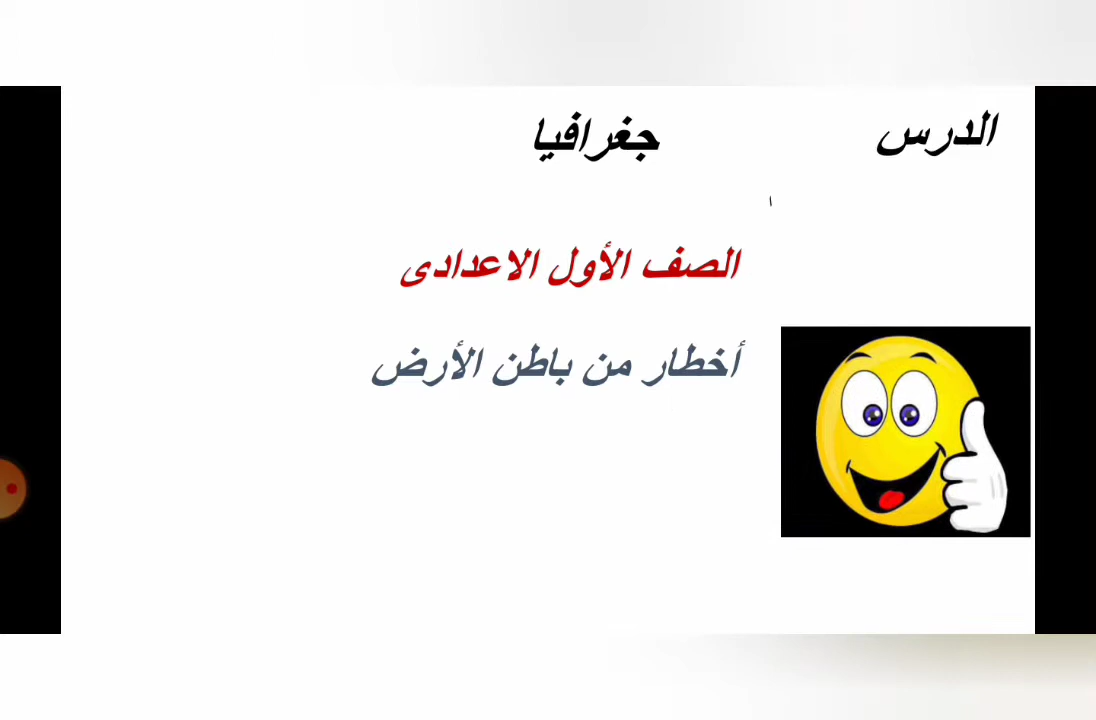 الدرس جغرافيا
ا
الصف الأول الاعدادى
أخطار من باطن الأرض